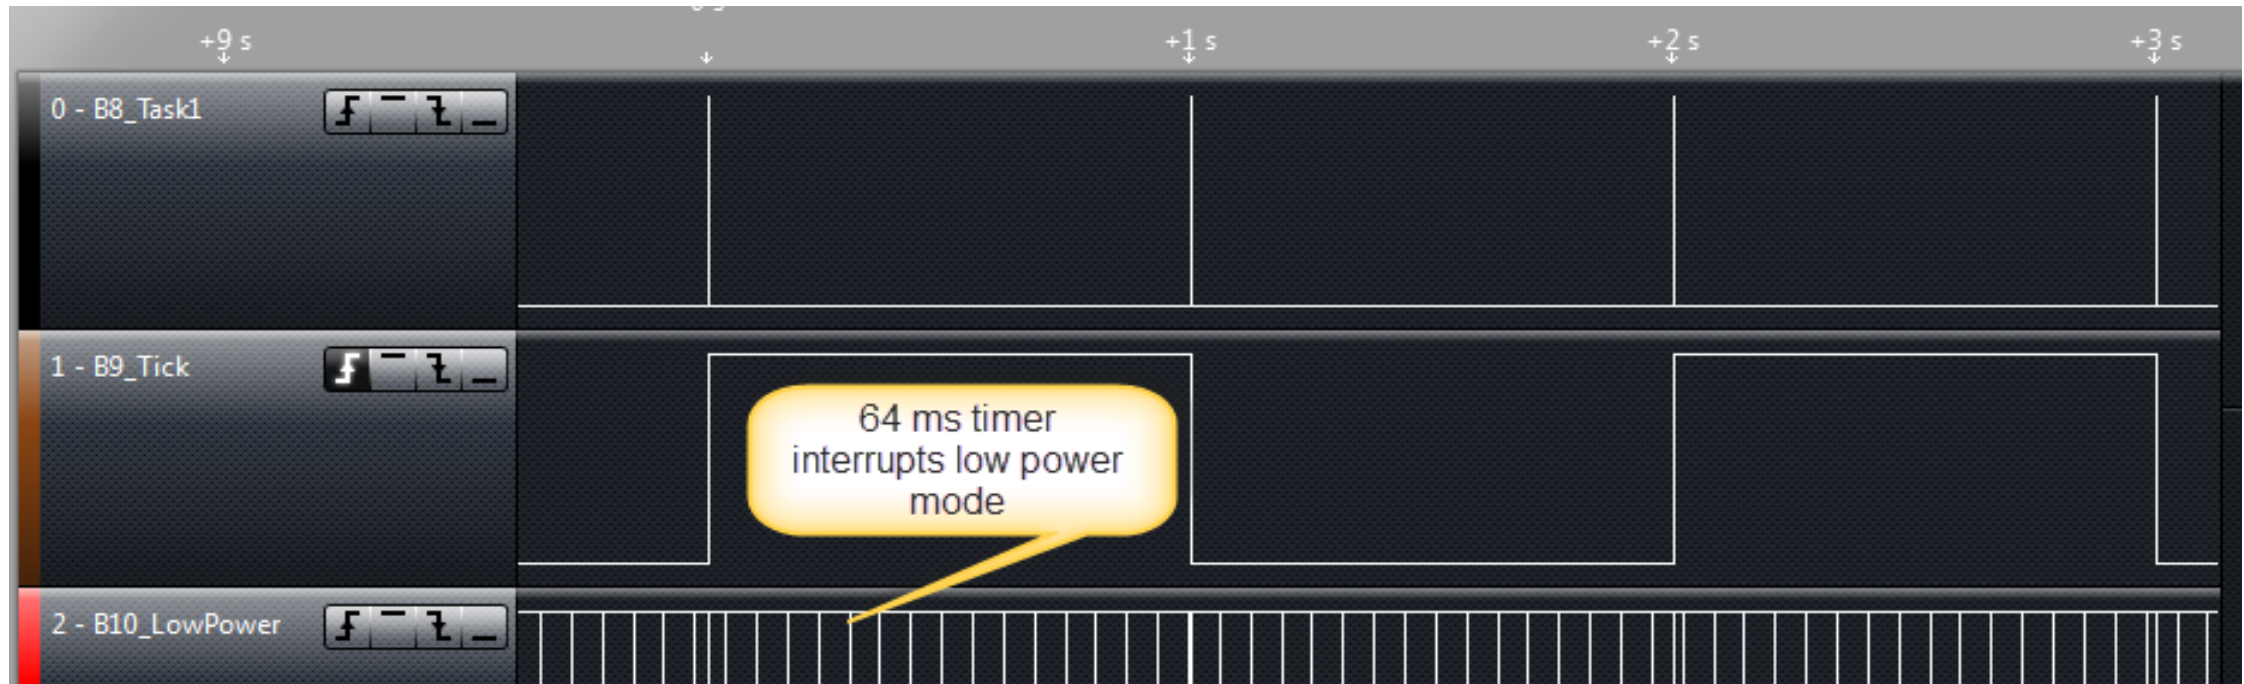 +9 s
+1 s
+2 s
+3 s
0 - B8_Task1
1 - B9_Tick
64 ms timer
interrupts low power
mode
2 - B10_LowPower